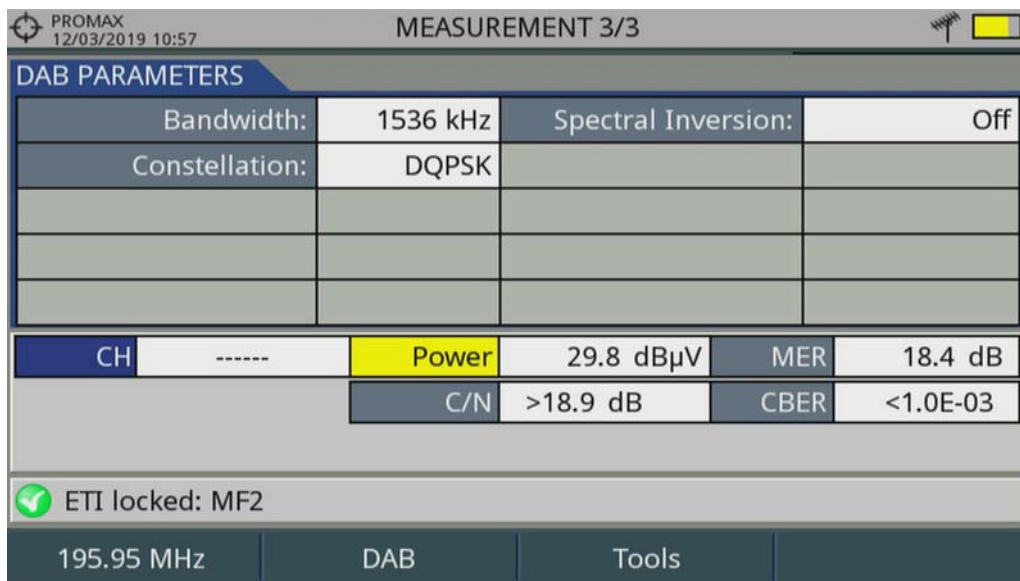 PROMAX
12/03/2019 10:57
MEASUREMENT 3/3
DAB PARAMETERS
Bandwidth: 1536 kHz Spectral Inversion: Off
Constellation: DQPSK
CH ------ Power 29.8 dBµV MER 18.4 dB
C/N >18.9 dB CBER <1.0E-03
ETI locked: MF2
195.95 MHz DAB Tools